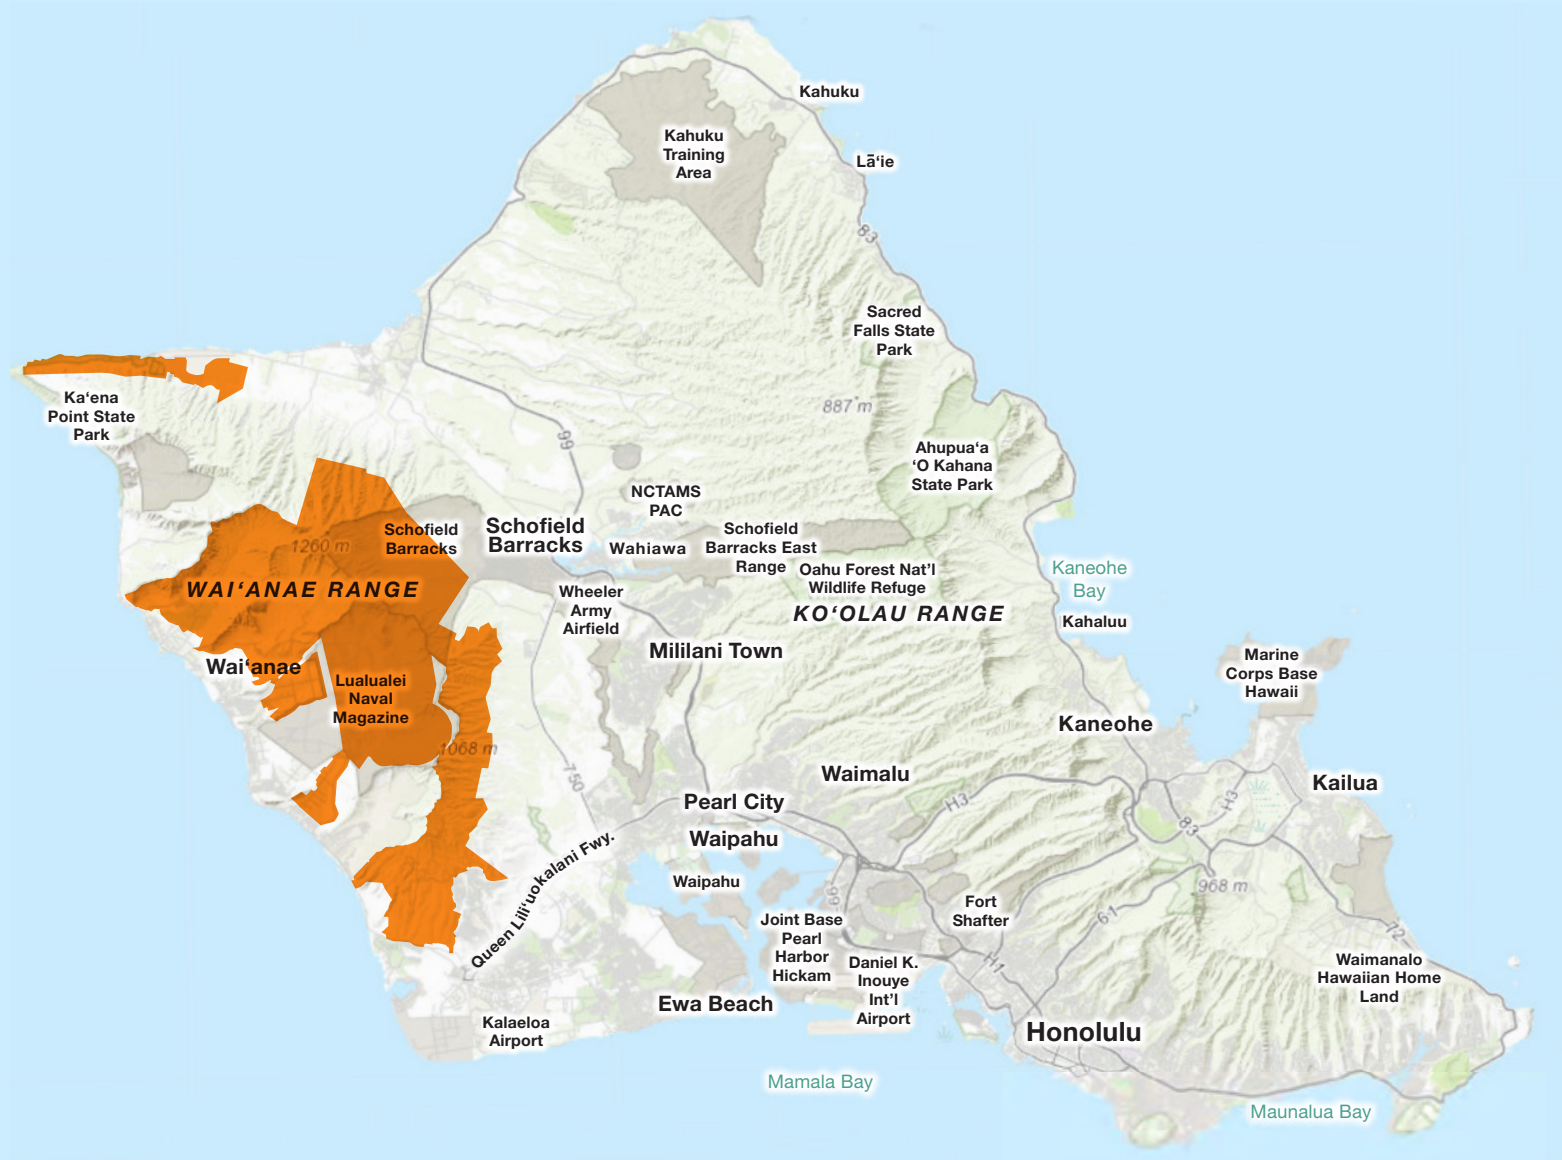 Kahuku
Kahuku
Training
Area
Lā‘ie
83
Sacred
Falls State
Park
Ka‘ena
Point State
Park
887 m
99
Ahupua‘a
‘O Kahana
State Park
NCTAMS
PAC
Schofield
Barracks
Schofield
Barracks
Wahiawa
Schofield
Barracks East
Range
1260 m
Oahu Forest Nat’l
Wildlife Refuge
Kaneohe
Bay
WAI‘ANAE RANGE
Wheeler
Army
Airfield
KO‘OLAU RANGE
Kahaluu
Mililani Town
Wai‘anae
Marine
Corps Base
Hawaii
Lualualei
Naval
Magazine
Kaneohe
1068 m
750
Waimalu
Kailua
Pearl City
H3
H3
83
Waipahu
Queen Lili‘uokalani Fwy.
Waipahu
99
968 m
Fort
Shafter
61
Joint Base
Pearl
Harbor
Hickam
72
Daniel K.
Inouye
Int’l
Airport
H1
Waimanalo
Hawaiian Home
Land
Ewa Beach
Kalaeloa
Airport
Honolulu
Mamala Bay
Maunalua Bay